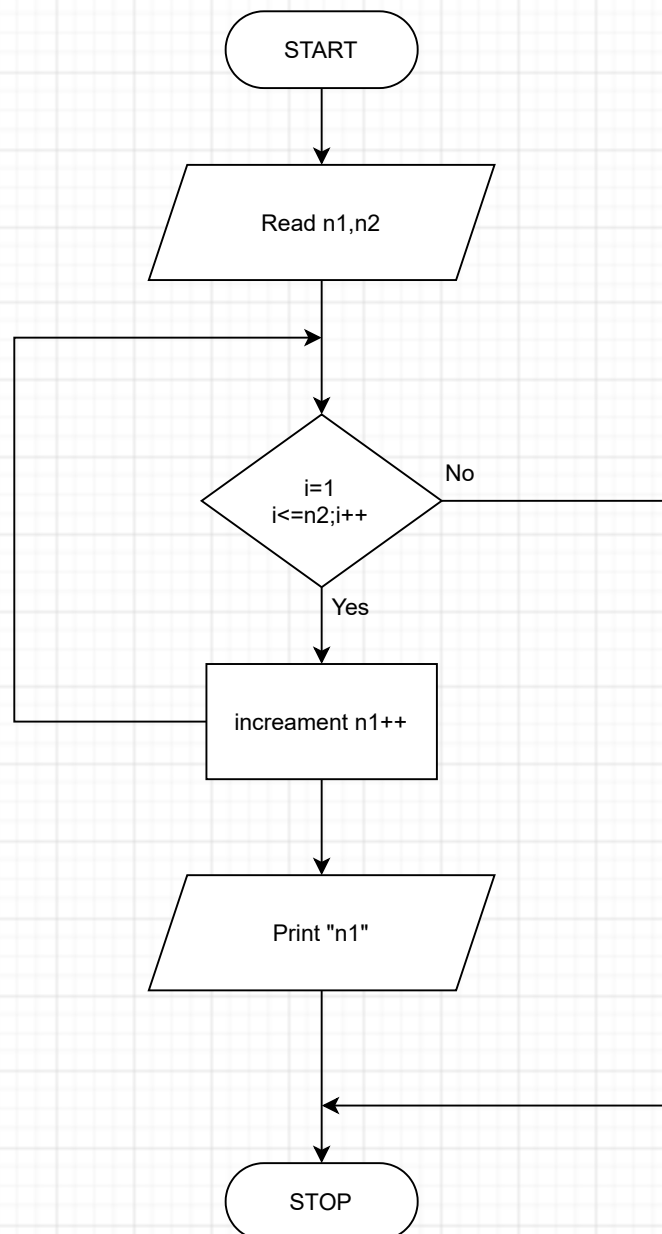 START
Read n1,n2
i=1
i<=n2;i++
No
Yes
increament n1++
Print "n1"
STOP